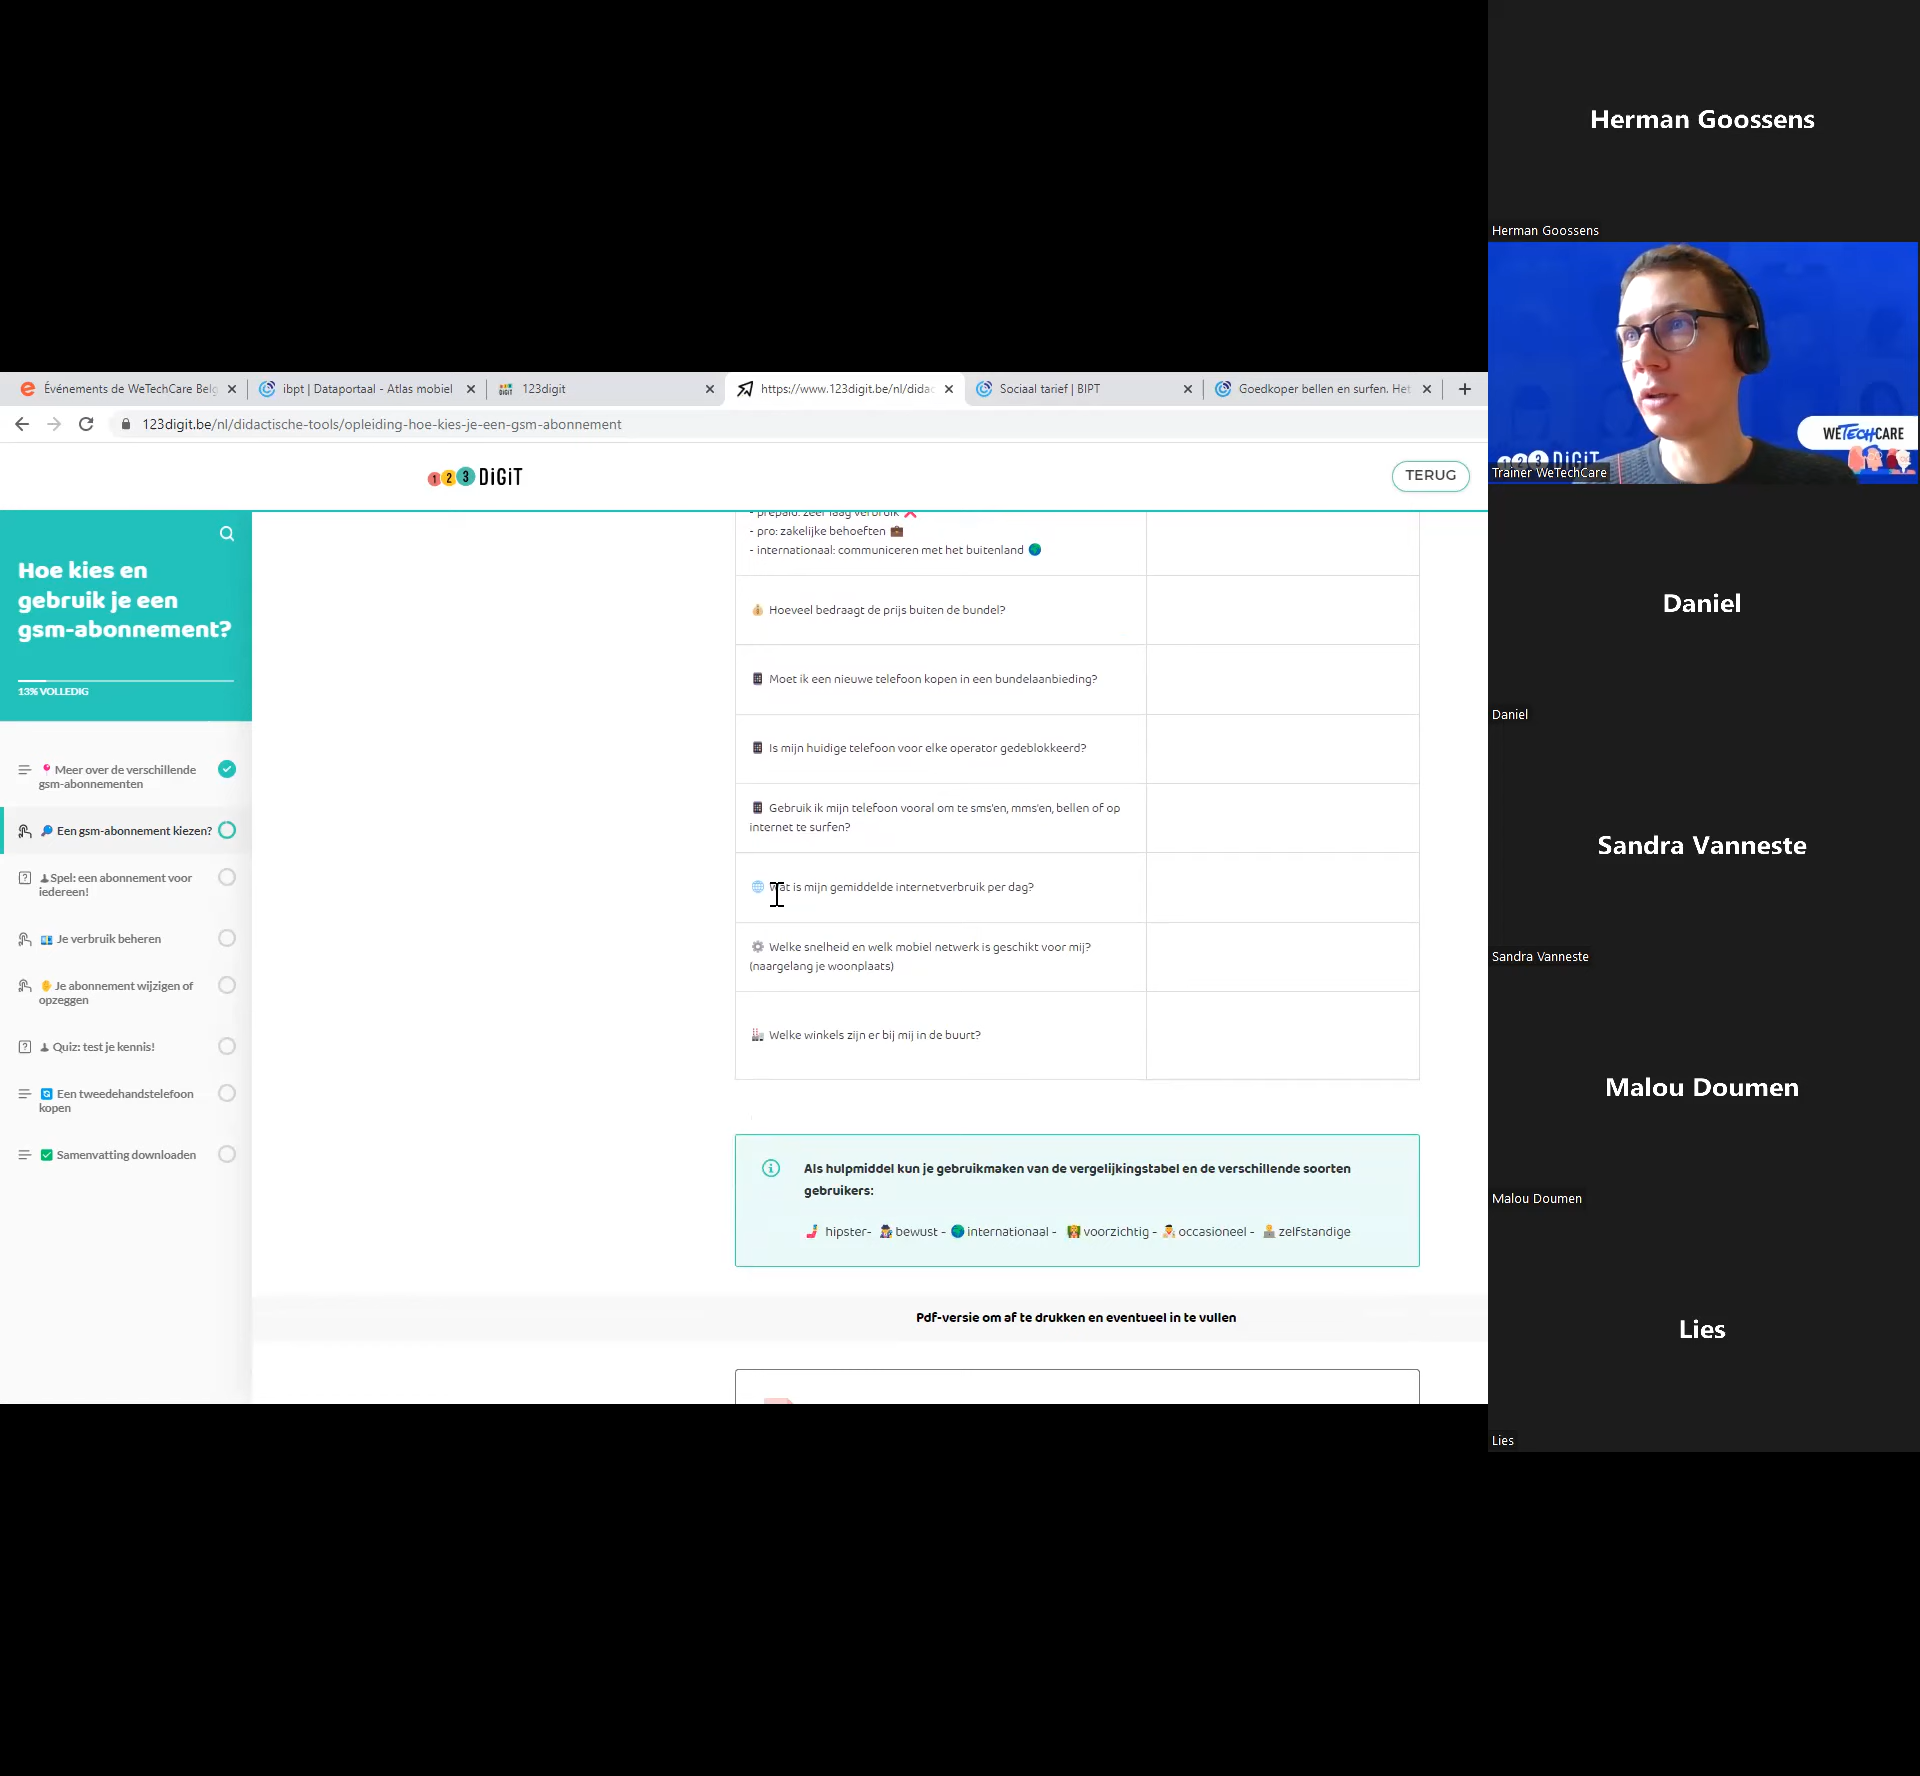 Événements de WeTechCare Belg
ibpt | Dataportaal - Atlas mobiel
123digit
https://www.123digit.be/nl/didac
Sociaal tarief | BIPT
Goedkoper bellen en surfen. Het
123digit.be/nl/didactische-tools/opleiding-hoe-kies-je-een-gsm-abonnement
123 DiGiT
TERUG
Hoe kies en
gebruik je een
gsm-abonnement?
13% VOLLEDIG
Meer over de verschillende
gsm-abonnementen
Een gsm-abonnement kiezen?
Spel: een abonnement voor
iedereen!
Je verbruik beheren
Je abonnement wijzigen of
opzeggen
Quiz: test je kennis!
Een tweedehandstelefoon
kopen
Samenvatting downloaden
- prepaid: zeer laag verbruik
- pro: zakelijke behoeften
- internationaal: communiceren met het buitenland
Hoeveel bedraagt de prijs buiten de bundel?
Moet ik een nieuwe telefoon kopen in een bundelaanbieding?
Is mijn huidige telefoon voor elke operator gedeblokkeerd?
Gebruik ik mijn telefoon vooral om te sms'en, mms'en, bellen of op
internet te surfen?
Wat is mijn gemiddelde internetverbruik per dag?
Welke snelheid en welk mobiel netwerk is geschikt voor mij?
(naargelang je woonplaats)
Welke winkels zijn er bij mij in de buurt?
Als hulpmiddel kun je gebruikmaken van de vergelijkingstabel en de verschillende soorten
gebruikers:
hipster- bewust - internationaal - voorzichtig - occasioneel - zelfstandige
Pdf-versie om af te drukken en eventueel in te vullen
Herman Goossens
Herman Goossens
WETECHCARE
123 DiGiT
Trainer WeTechCare
Daniel
Daniel
Sandra Vanneste
Sandra Vanneste
Malou Doumen
Malou Doumen
Lies
Lies